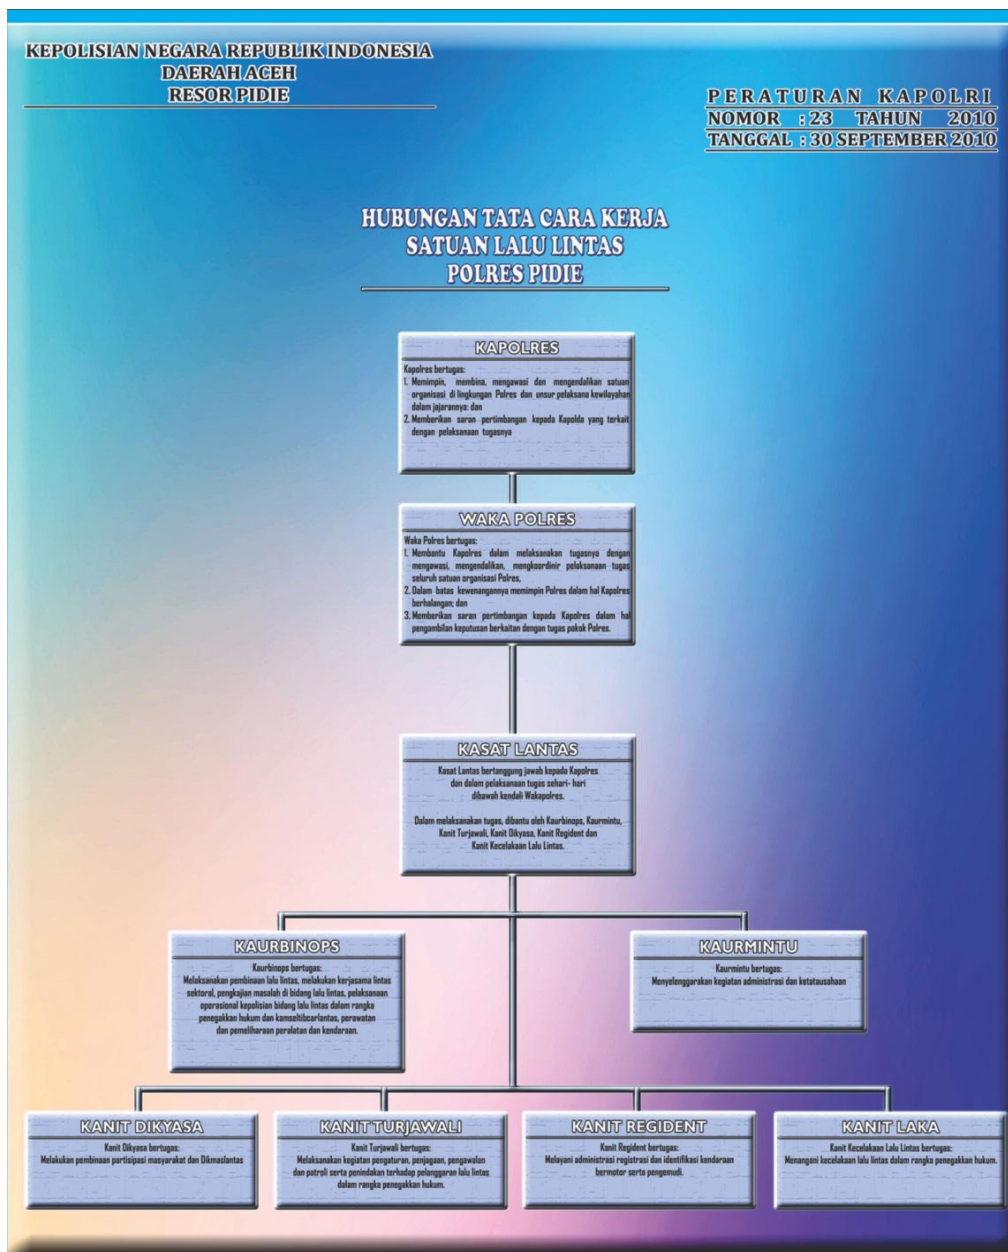 KEPOLISIAN NEGARA REPUBLIK INDONESIA
DAERAH ACEH
RESOR PIDIE
PERATURAN KAPOLRI
NOMOR : 23 TAHUN 2010
TANGGAL : 30 SEPTEMBER 2010
HUBUNGAN TATA CARA KERJA
SATUAN LALU LINTAS
POLRES PIDIE
KAPOLRES
Kapolres bertugas:
1. Memimpin, membina, mengawasi dan mengendalikan satuan
organisasi di lingkungan Polres dan unsur pelaksana kewilayahan
dalam jajarannya; dan
2. Memberikan saran pertimbangan kepada Kapolda yang terkait
dengan pelaksanaan tugasnya
WAKA POLRES
Waka Polres bertugas:
1. Membantu Kapolres dalam melaksanakan tugasnya dengan
mengawasi, mengendalikan, mengkoordinir pelaksanaan tugas
seluruh satuan organisasi Polres,
2. Dalam batas kewenangannya memimpin Polres dalam hal Kapolres
berhalangan; dan
3. Memberikan saran pertimbangan kepada Kapolres dalam hal
pengambilan keputusan berkaitan dengan tugas pokok Polres.
KASAT LANTAS
Kasat Lantas bertanggung jawab kepada Kapolres
dan dalam pelaksanaan tugas sehari- hari
dibawah kendali Wakapolres.
Dalam melaksanakan tugas, dibantu oleh Kaurbinops, Kaurmintu,
Kanit Turjawali, Kanit Dikyasa, Kanit Regident dan
Kanit Kecelakaan Lalu Lintas.
KAURBINOPS
Kaurbinops bertugas:
Melaksanakan pembinaan lalu lintas, melakukan kerjasama lintas
sektoral, pengkajian masalah di bidang lalu lintas, pelaksanaan
operasional kepolisian bidang lalu lintas dalam rangka
penegakkan hukum dan kamseltibcarlantas, perawatan
dan pemeliharaan peralatan dan kendaraan.
KAURMINTU
Kaurmintu bertugas:
Menyelenggarakan kegiatan administrasi dan ketatausahaan
KANIT DIKYASA
Kanit Dikyasa bertugas:
Melakukan pembinaan partisipasi masyarakat dan Dikmaslantas
KANIT TURJAWALI
Kanit Turjawali bertugas:
Melaksanakan kegiatan pengaturan, penjagaan, pengawalan
dan patroli serta penindakan terhadap pelanggaran lalu lintas
dalam rangka penegakkan hukum.
KANIT REGIDENT
Kanit Regident bertugas:
Melayani administrasi registrasi dan identifikasi kendaraan
bermotor serta pengemudi.
KANIT LAKA
Kanit Kecelakaan Lalu Lintas bertugas:
Menangani kecelakaan lalu lintas dalam rangka penegakkan hukum.